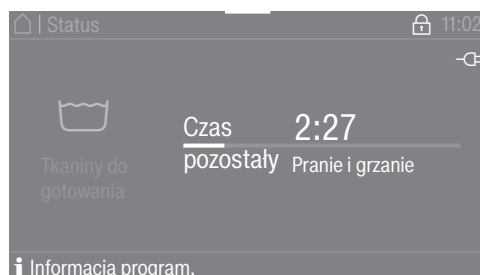 | Status 11:02
Czas 2:27
pozostały Pranie i grzanie
Tkaniny do
gotowania
i Informacja program.